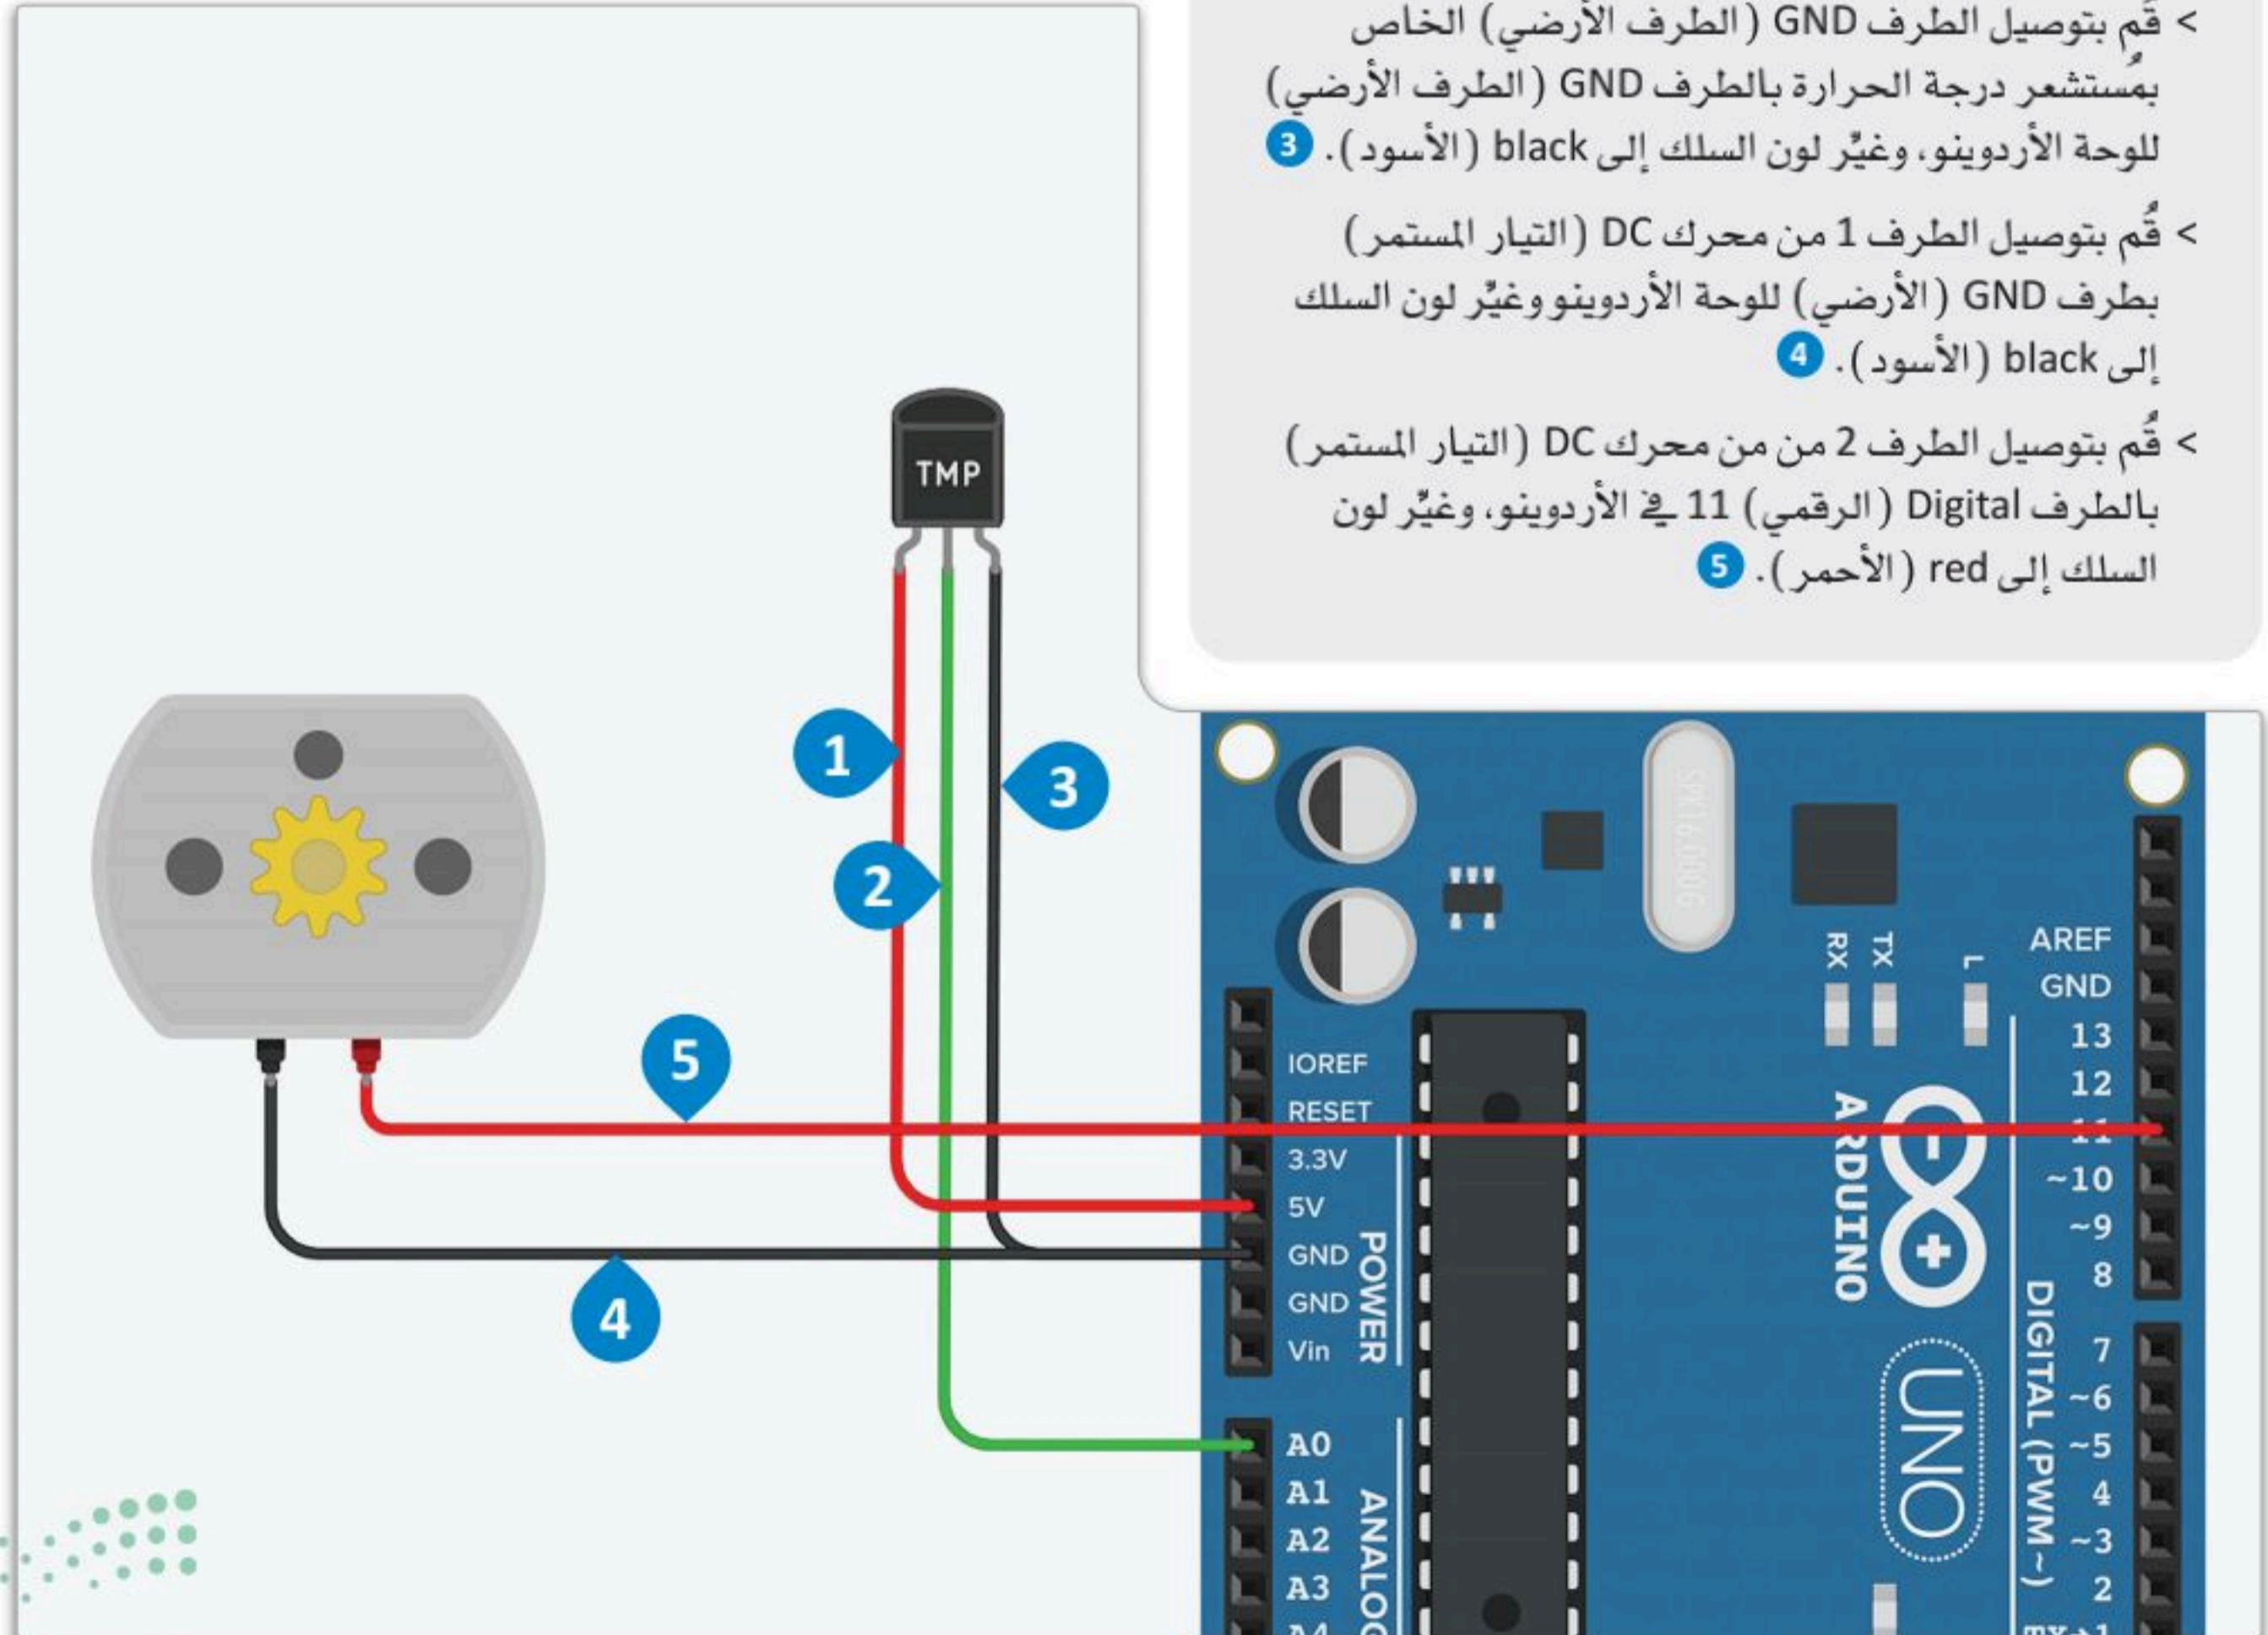 > قُم بتوصيل الطرف GND (الطرف الأرضي) الخاص
بمُستشعر درجة الحرارة بالطرف GND (الطرف الأرضي)
للوحة الأردوينو، وغيِّر لون السلك إلى black (الأسود). 3
> قُم بتوصيل الطرف 1 من محرك DC (التيار المستمر)
بطرف GND (الأرضي) للوحة الأردوينو وغيِّر لون السلك
إلى black (الأسود). 4
> قُم بتوصيل الطرف 2 من من محرك DC (التيار المستمر)
بالطرف Digital (الرقمي) 11 في الأردوينو، وغيِّر لون
السلك إلى red (الأحمر). 5
TMP
1
2
3
4
5
SPK16.000G
IOREF
RESET
3.3V
5V
GND
GND
Vin
POWER
A0
A1
A2
A3
A4
ANALOG
RX
TX
L
ARDUINO
UNO
AREF
GND
13
12
11
~10
~9
8
7
~6
~5
4
~3
2
DIGITAL (PWM~)